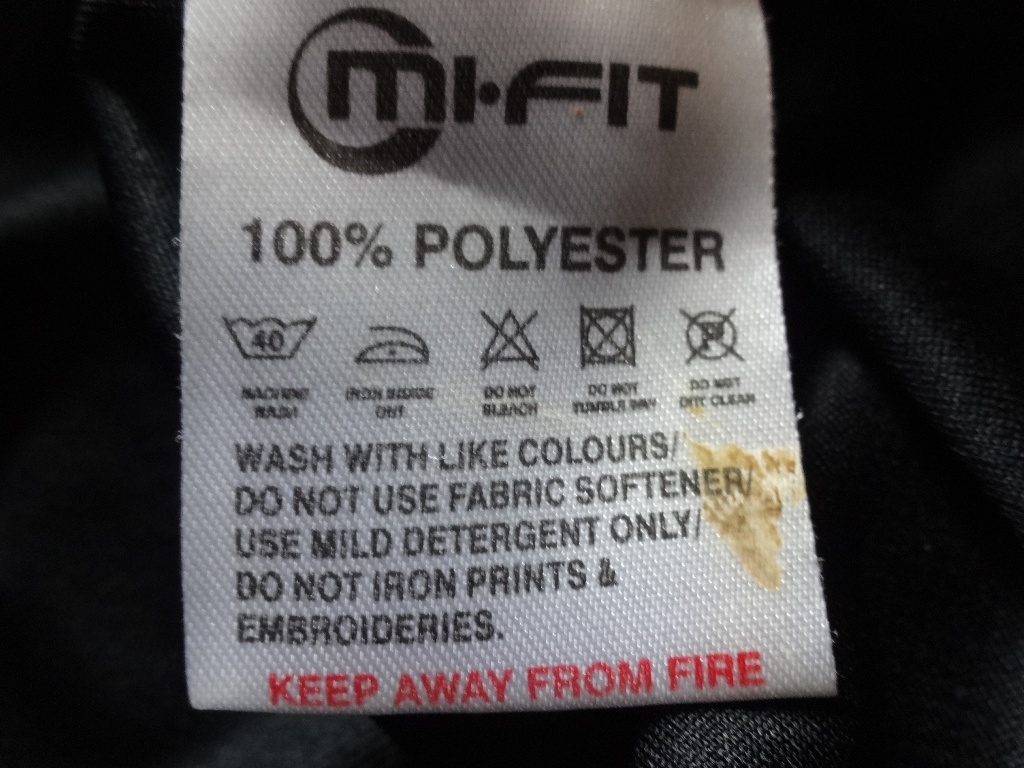 MI·FIT
100% POLYESTER
40
P
MACHINE WASH
IRON INSIDE OUT
DO NOT BLEACH
DO NOT TUMBLE DRY
DO NOT DRY CLEAN
WASH WITH LIKE COLOURS/
DO NOT USE FABRIC SOFTENER/
USE MILD DETERGENT ONLY/
DO NOT IRON PRINTS &
EMBROIDERIES.
KEEP AWAY FROM FIRE